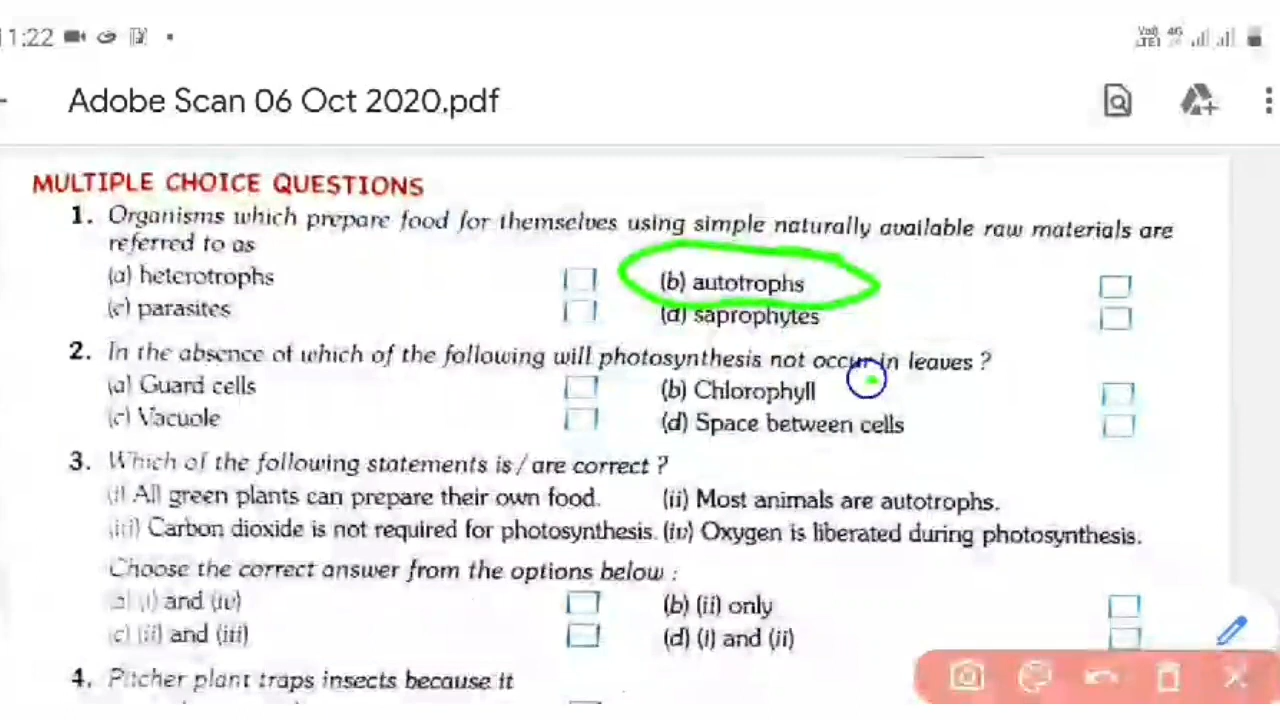 11:22
VoB 4G
LTE1
Adobe Scan 06 Oct 2020.pdf
MULTIPLE CHOICE QUESTIONS
1. Organisms which prepare food for themselves using simple naturally available raw materials are
referred to as
(a) heterotrophs (b) autotrophs
(c) parasites (d) saprophytes
2. In the absence of which of the following will photosynthesis not occur in leaves ?
(a) Guard cells (b) Chlorophyll
(c) Vacuole (d) Space between cells
3. Which of the following statements is/are correct ?
(i) All green plants can prepare their own food. (ii) Most animals are autotrophs.
(iii) Carbon dioxide is not required for photosynthesis. (iv) Oxygen is liberated during photosynthesis.
Choose the correct answer from the options below :
(a) (i) and (iv) (b) (ii) only
(c) (ii) and (iii) (d) (i) and (ii)
4. Pitcher plant traps insects because it